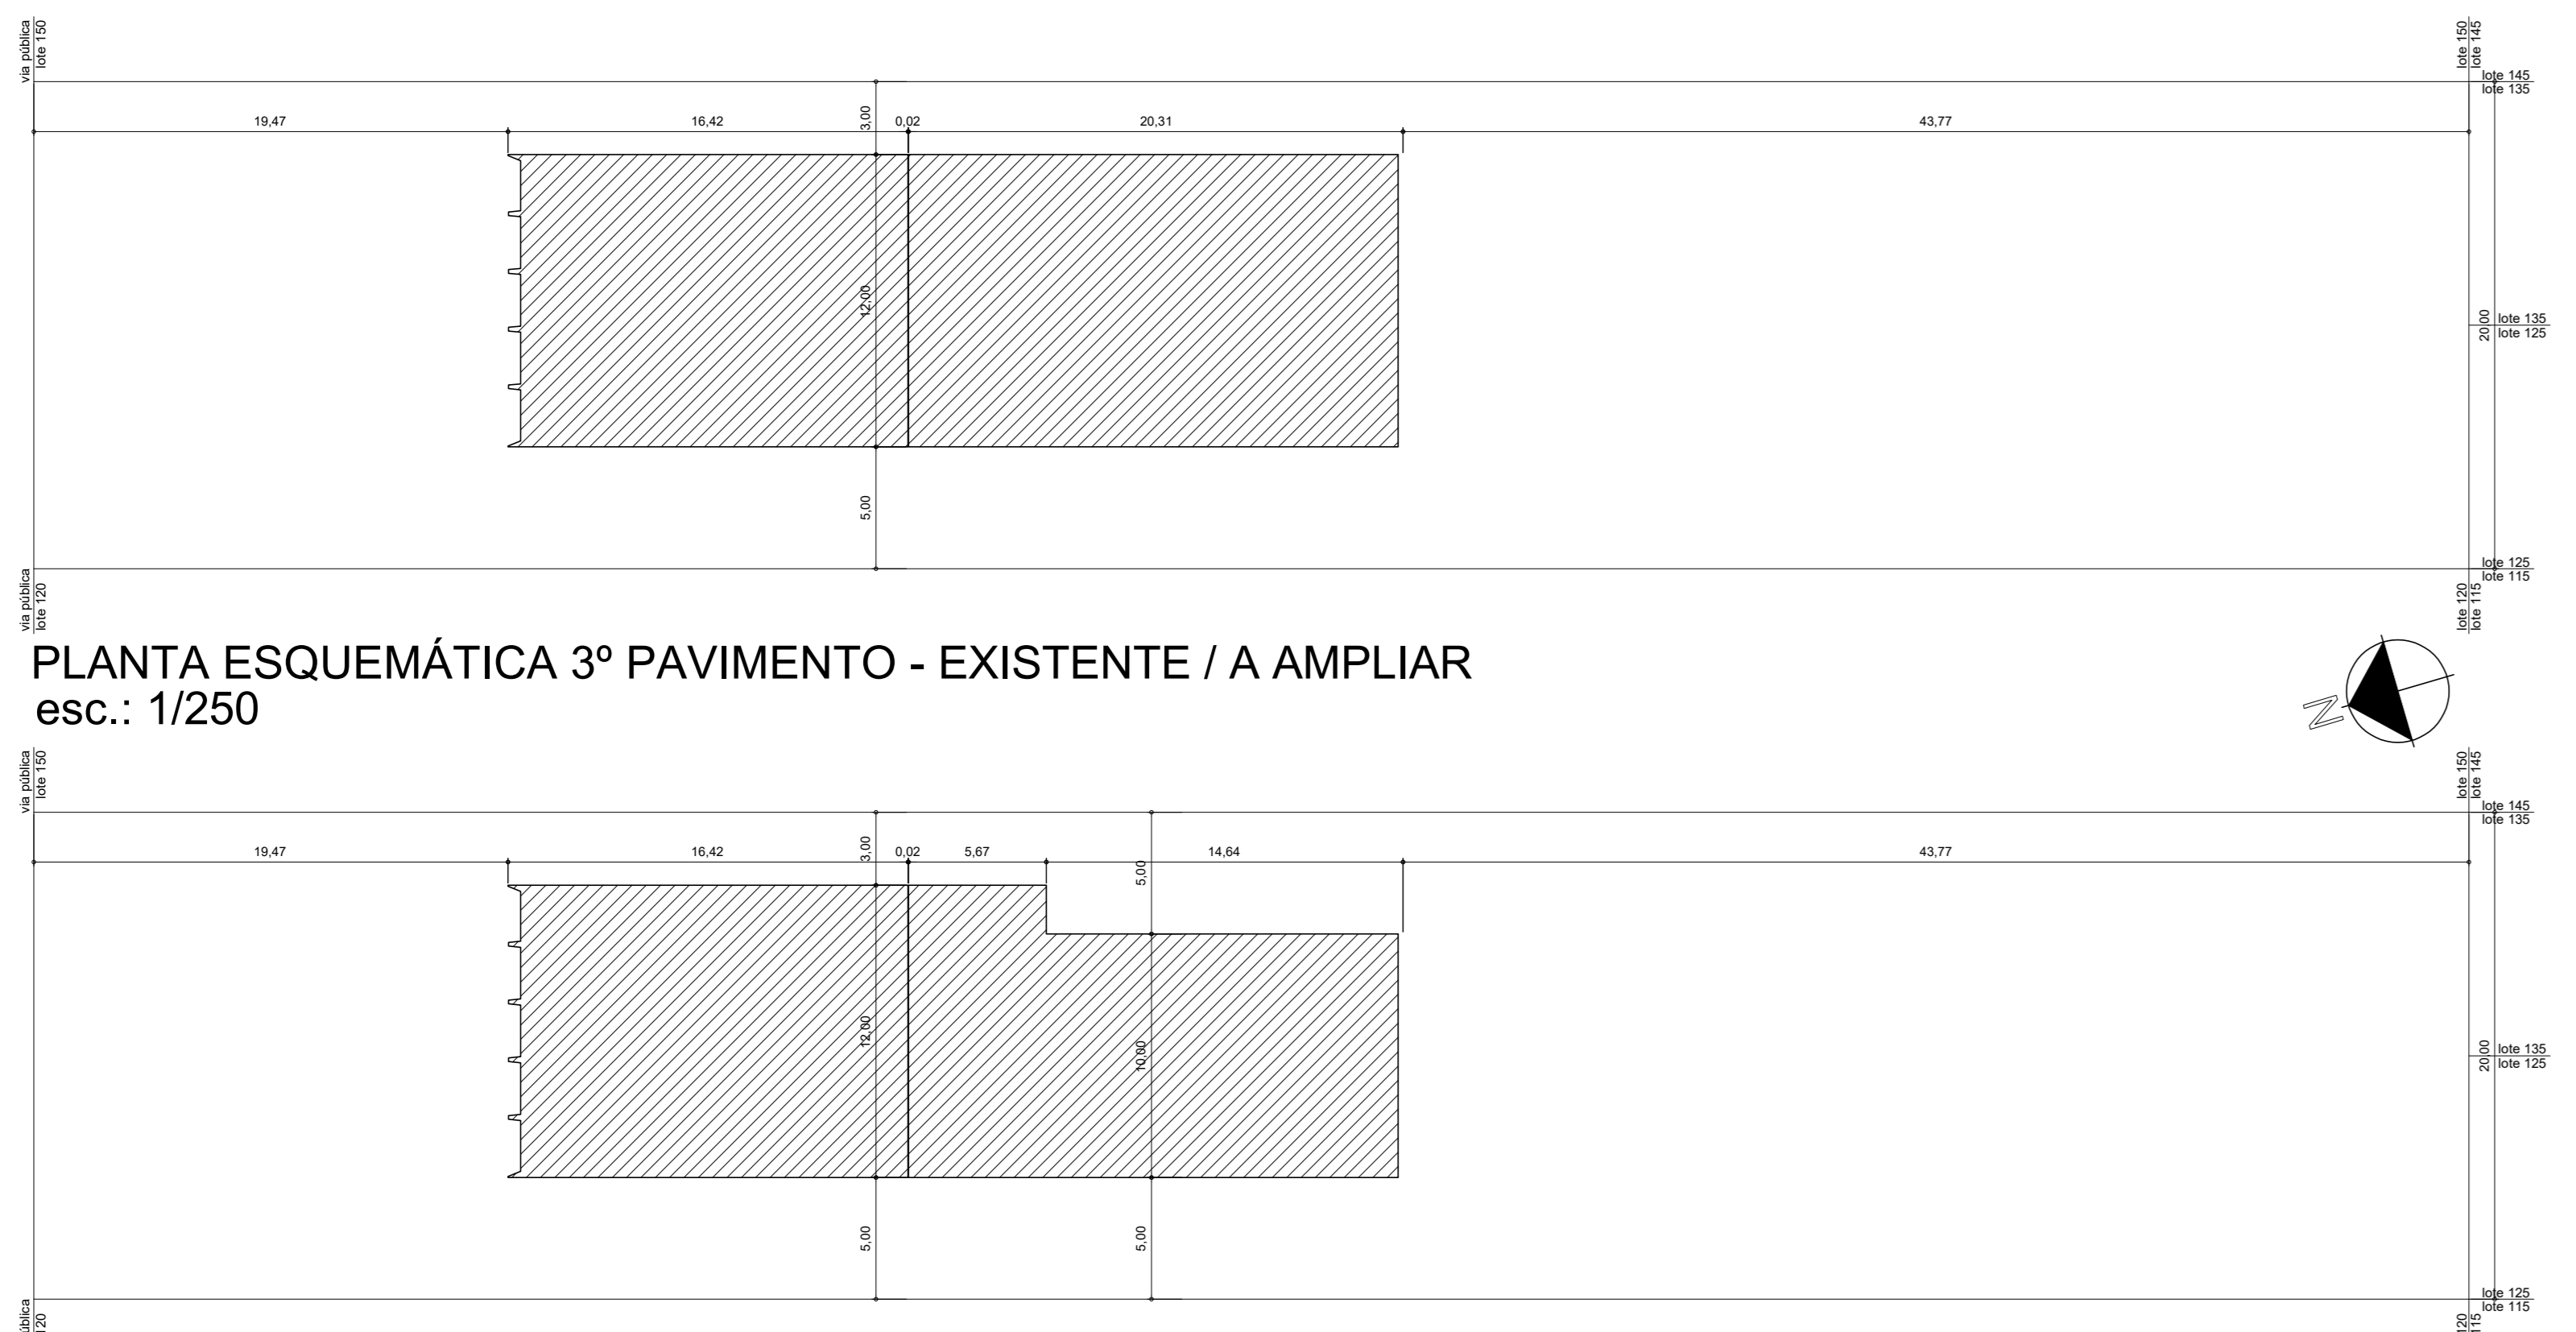 via pública
lote 150
lote 150
lote 145
lote 145
lote 135
19,47
16,42
3,00
0,02
20,31
43,77
12,00
20,00
lote 135
lote 125
5,00
lote 125
lote 115
via pública
lote 120
lote 120
lote 115
PLANTA ESQUEMÁTICA 3º PAVIMENTO - EXISTENTE / A AMPLIAR
esc.: 1/250
N
via pública
lote 150
lote 150
lote 145
lote 145
lote 135
19,47
16,42
3,00
0,02
5,67
5,00
14,64
43,77
12,00
10,00
20,00
lote 135
lote 125
5,00
5,00
lote 125
lote 115
ública
120
120
115